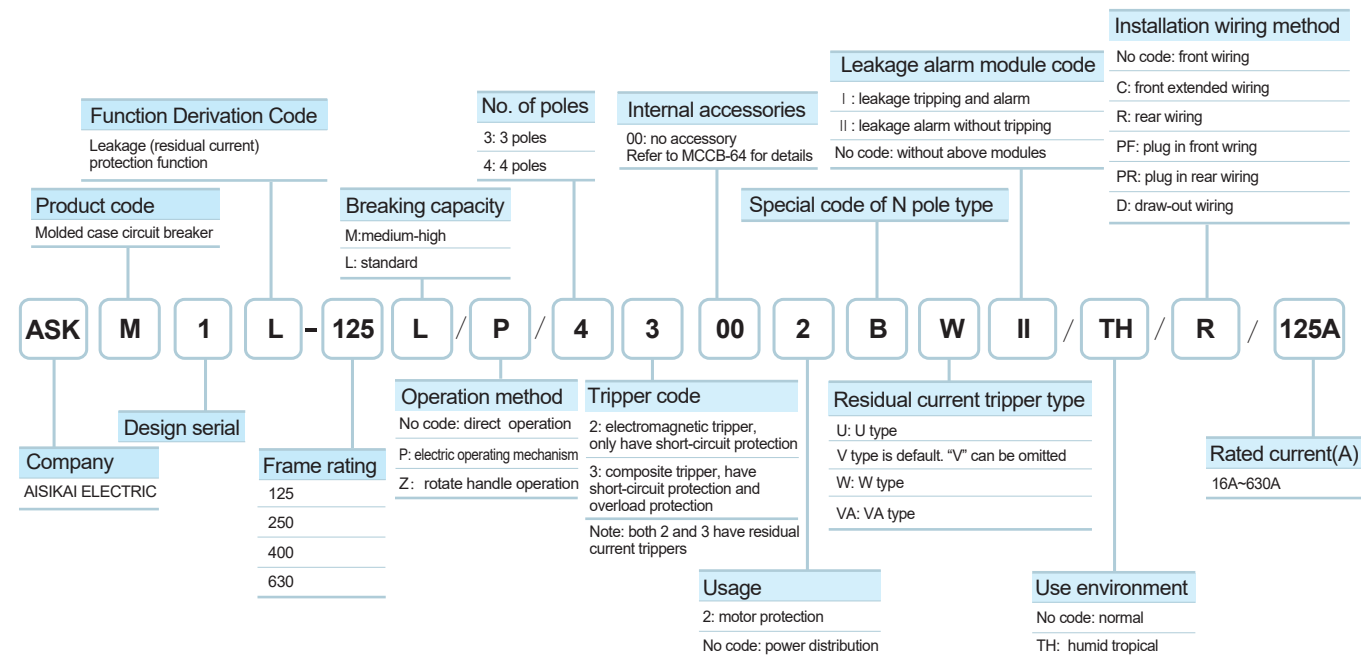 Installation wiring method
No code: front wiring
C: front extended wiring
R: rear wiring
PF: plug in front wiring
PR: plug in rear wiring
D: draw-out wiring
Leakage alarm module code
Ⅰ: leakage tripping and alarm
Ⅱ: leakage alarm without tripping
No code: without above modules
No. of poles
3: 3 poles
4: 4 poles
Internal accessories
00: no accessory
Refer to MCCB-64 for details
Function Derivation Code
Leakage (residual current)
protection function
Product code
Molded case circuit breaker
Breaking capacity
M:medium-high
L: standard
Special code of N pole type
ASK M 1 L - 125 L / P / 4 3 00 2 B W II / TH / R / 125A
Company
AISIKAI ELECTRIC
Design serial
Frame rating
125
250
400
630
Operation method
No code: direct operation
P: electric operating mechanism
Z: rotate handle operation
Tripper code
2: electromagnetic tripper,
only have short-circuit protection
3: composite tripper, have
short-circuit protection and
overload protection
Note: both 2 and 3 have residual
current trippers
Residual current tripper type
U: U type
V type is default. “V” can be omitted
W: W type
VA: VA type
Rated current(A)
16A~630A
Usage
2: motor protection
No code: power distribution
Use environment
No code: normal
TH: humid tropical